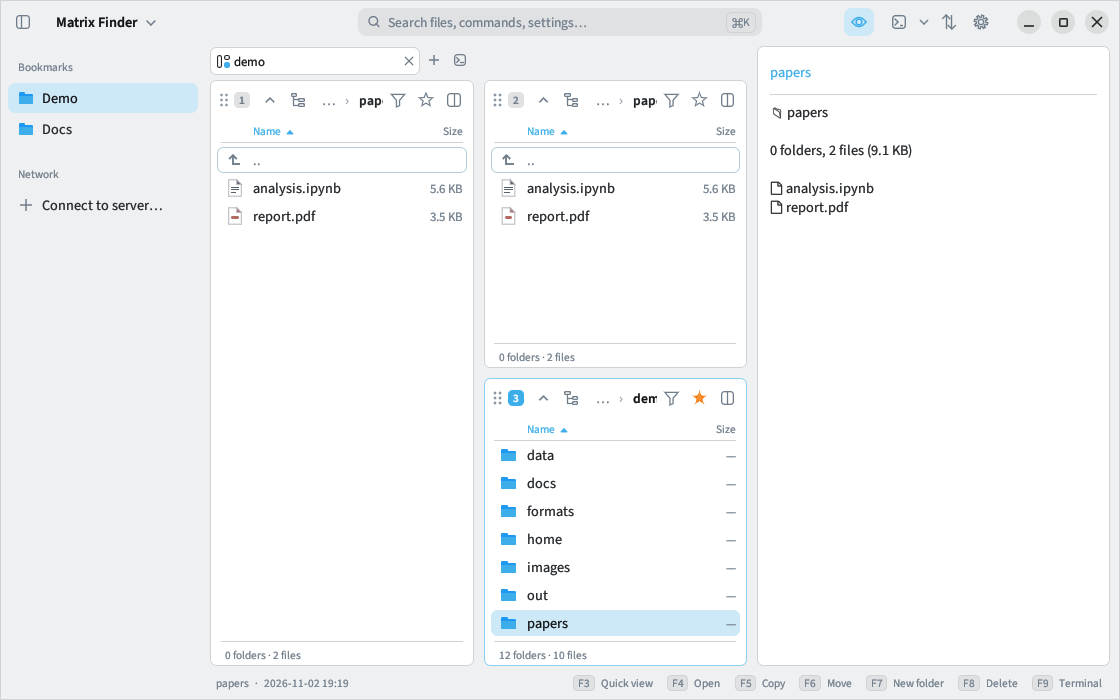 Matrix Finder
Search files, commands, settings…
⌘K
Bookmarks
Demo
Docs
Network
Connect to server…
demo
1 … › pap
Name Size
..
analysis.ipynb 5.6 KB
report.pdf 3.5 KB
0 folders · 2 files
2 … › pap
Name Size
..
analysis.ipynb 5.6 KB
report.pdf 3.5 KB
0 folders · 2 files
3 … › dem
Name Size
data —
docs —
formats —
home —
images —
out —
papers —
12 folders · 10 files
papers
papers
0 folders, 2 files (9.1 KB)
analysis.ipynb
report.pdf
papers · 2026-11-02 19:19
F3 Quick view F4 Open F5 Copy F6 Move F7 New folder F8 Delete F9 Terminal